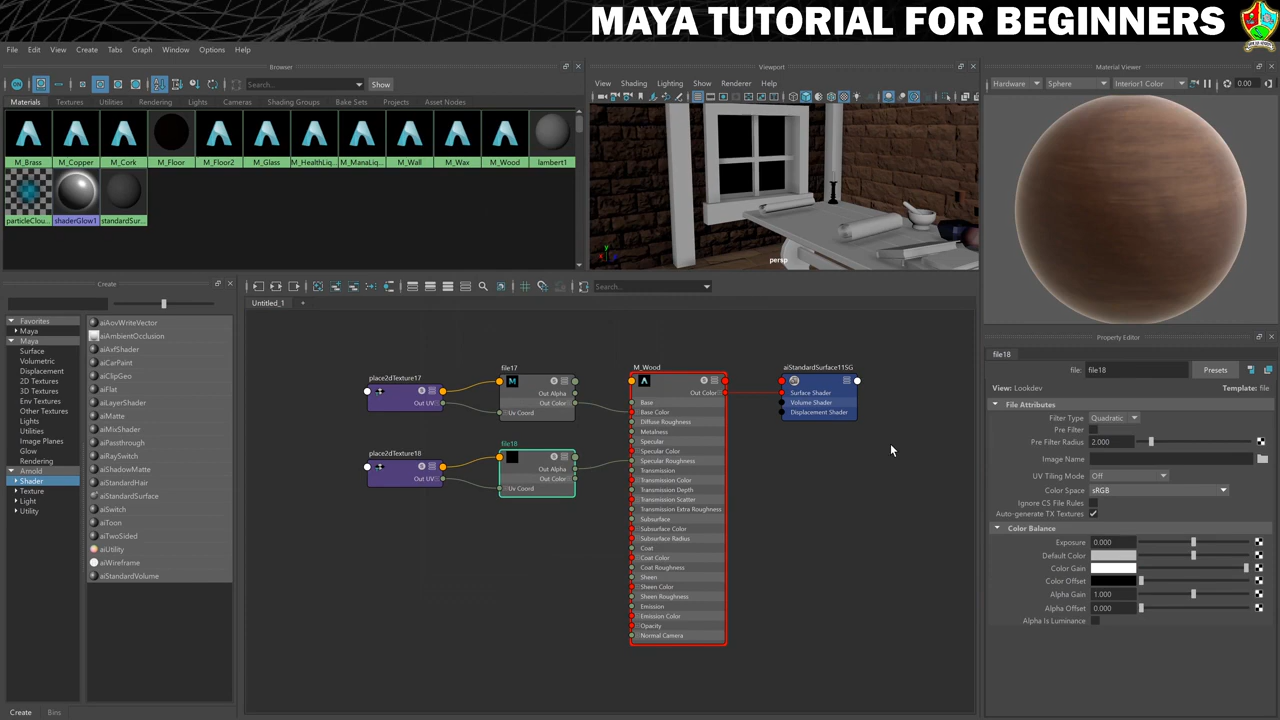 MAYA TUTORIAL FOR BEGINNERS
File Edit View Create Tabs Graph Window Options Help
Browser
Viewport
Material Viewer
View Shading Lighting Show Renderer Help
Search... Show
Hardware Sphere Interior1 Color 0.00
Materials Textures Utilities Rendering Lights Cameras Shading Groups Bake Sets Projects Asset Nodes
M_Brass M_Copper M_Cork M_Floor M_Floor2 M_Glass M_HealthLiq... M_ManaLiq... M_Wall M_Wax M_Wood lambert1
particleClou... shaderGlow1 standardSur...
persp
Create
Search...
Untitled_1 +
Favorites
Maya
Maya
Surface
Volumetric
Displacement
2D Textures
3D Textures
Env Textures
Other Textures
Lights
Utilities
Image Planes
Glow
Rendering
Arnold
Shader
Texture
Light
Utility
aiAovWriteVector
aiAmbientOcclusion
aiAxfShader
aiCarPaint
aiClipGeo
aiFlat
aiLayerShader
aiMatte
aiMixShader
aiPassthrough
aiRaySwitch
aiShadowMatte
aiStandardHair
aiStandardSurface
aiSwitch
aiToon
aiTwoSided
aiUtility
aiWireframe
aiStandardVolume
Create Bins
place2dTexture17
Out UV
file17
Out Alpha
Out Color
Uv Coord
place2dTexture18
Out UV
file18
Out Alpha
Out Color
Uv Coord
M_Wood
Out Color
Base
Base Color
Diffuse Roughness
Metalness
Specular
Specular Color
Specular Roughness
Transmission
Transmission Color
Transmission Depth
Transmission Scatter
Transmission Extra Roughness
Subsurface
Subsurface Color
Subsurface Radius
Coat
Coat Color
Coat Roughness
Sheen
Sheen Color
Sheen Roughness
Emission
Emission Color
Opacity
Normal Camera
aiStandardSurface11SG
Surface Shader
Volume Shader
Displacement Shader
Property Editor
file18
file: file18 Presets
View: Lookdev Template: file
File Attributes
Filter Type Quadratic
Pre Filter
Pre Filter Radius 2.000
Image Name
UV Tiling Mode Off
Color Space sRGB
Ignore CS File Rules
Auto-generate TX Textures
Color Balance
Exposure 0.000
Default Color
Color Gain
Color Offset
Alpha Gain 1.000
Alpha Offset 0.000
Alpha Is Luminance